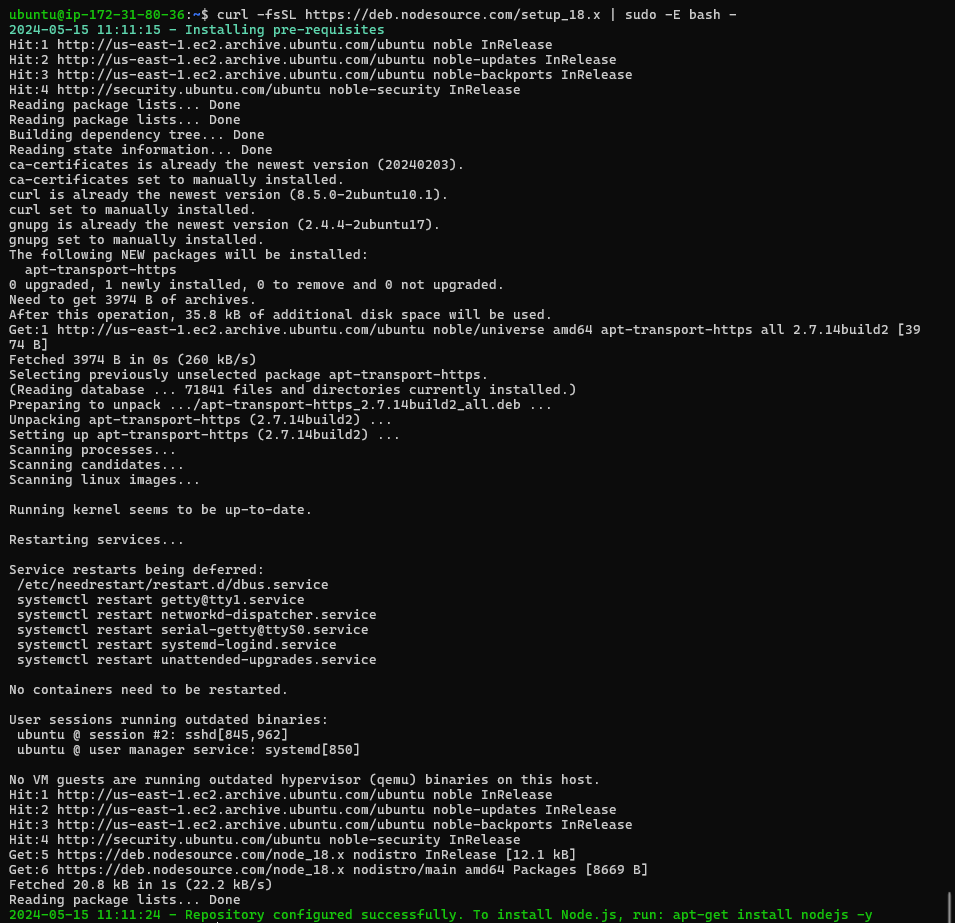 ubuntu@ip-172-31-80-36:~$ curl -fsSL https://deb.nodesource.com/setup_18.x | sudo -E bash -
2024-05-15 11:11:15 - Installing pre-requisites
Hit:1 http://us-east-1.ec2.archive.ubuntu.com/ubuntu noble InRelease
Hit:2 http://us-east-1.ec2.archive.ubuntu.com/ubuntu noble-updates InRelease
Hit:3 http://us-east-1.ec2.archive.ubuntu.com/ubuntu noble-backports InRelease
Hit:4 http://security.ubuntu.com/ubuntu noble-security InRelease
Reading package lists... Done
Reading package lists... Done
Building dependency tree... Done
Reading state information... Done
ca-certificates is already the newest version (20240203).
ca-certificates set to manually installed.
curl is already the newest version (8.5.0-2ubuntu10.1).
curl set to manually installed.
gnupg is already the newest version (2.4.4-2ubuntu17).
gnupg set to manually installed.
The following NEW packages will be installed:
  apt-transport-https
0 upgraded, 1 newly installed, 0 to remove and 0 not upgraded.
Need to get 3974 B of archives.
After this operation, 35.8 kB of additional disk space will be used.
Get:1 http://us-east-1.ec2.archive.ubuntu.com/ubuntu noble/universe amd64 apt-transport-https all 2.7.14build2 [39
74 B]
Fetched 3974 B in 0s (260 kB/s)
Selecting previously unselected package apt-transport-https.
(Reading database ... 71841 files and directories currently installed.)
Preparing to unpack .../apt-transport-https_2.7.14build2_all.deb ...
Unpacking apt-transport-https (2.7.14build2) ...
Setting up apt-transport-https (2.7.14build2) ...
Scanning processes...
Scanning candidates...
Scanning linux images...

Running kernel seems to be up-to-date.

Restarting services...

Service restarts being deferred:
 /etc/needrestart/restart.d/dbus.service
 systemctl restart getty@tty1.service
 systemctl restart networkd-dispatcher.service
 systemctl restart serial-getty@ttyS0.service
 systemctl restart systemd-logind.service
 systemctl restart unattended-upgrades.service

No containers need to be restarted.

User sessions running outdated binaries:
 ubuntu @ session #2: sshd[845,962]
 ubuntu @ user manager service: systemd[850]

No VM guests are running outdated hypervisor (qemu) binaries on this host.
Hit:1 http://us-east-1.ec2.archive.ubuntu.com/ubuntu noble InRelease
Hit:2 http://us-east-1.ec2.archive.ubuntu.com/ubuntu noble-updates InRelease
Hit:3 http://us-east-1.ec2.archive.ubuntu.com/ubuntu noble-backports InRelease
Hit:4 http://security.ubuntu.com/ubuntu noble-security InRelease
Get:5 https://deb.nodesource.com/node_18.x nodistro InRelease [12.1 kB]
Get:6 https://deb.nodesource.com/node_18.x nodistro/main amd64 Packages [8669 B]
Fetched 20.8 kB in 1s (22.2 kB/s)
Reading package lists... Done
2024-05-15 11:11:24 - Repository configured successfully. To install Node.js, run: apt-get install nodejs -y